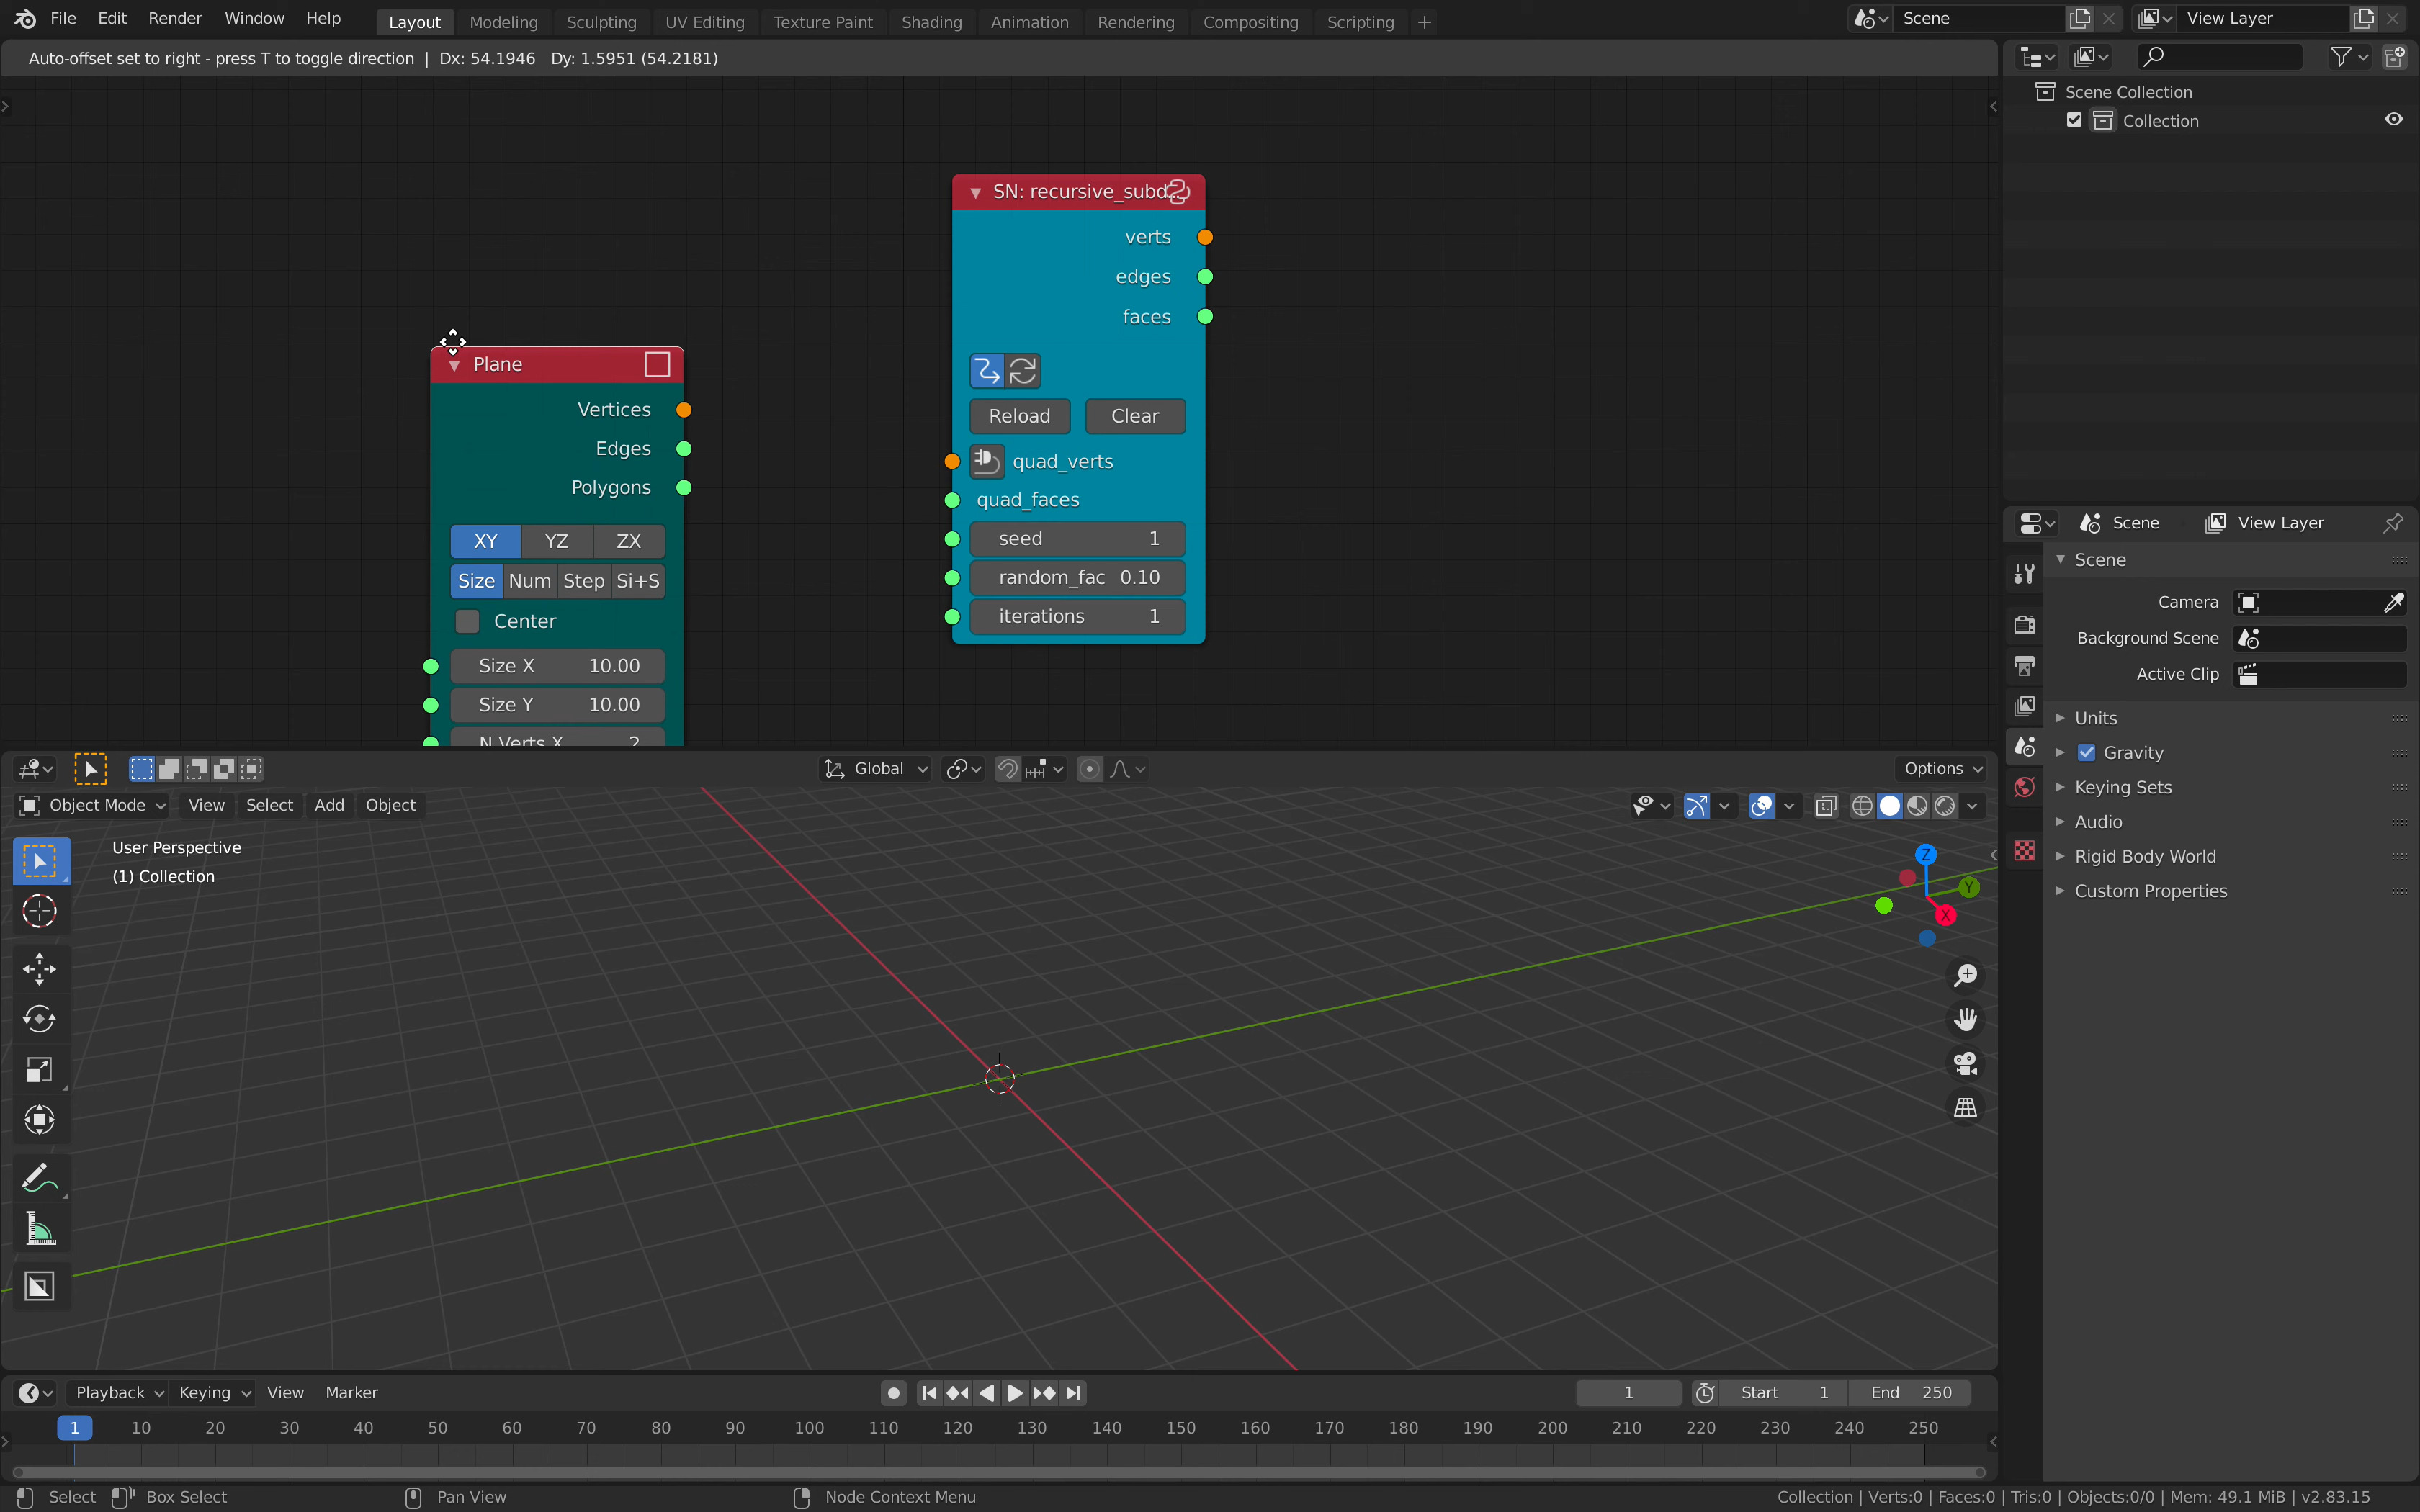 File Edit Render Window Help Layout Modeling Sculpting UV Editing Texture Paint Shading Animation Rendering Compositing Scripting + Scene View Layer
Auto-offset set to right - press T to toggle direction | Dx: 54.1946 Dy: 1.5951 (54.2181)
Scene Collection
Collection
SN: recursive_subd...
verts
edges
faces
Reload Clear
quad_verts
quad_faces
seed 1
random_fac 0.10
iterations 1
Plane
Vertices
Edges
Polygons
XY YZ ZX
Size Num Step Si+S
Center
Size X 10.00
Size Y 10.00
N Verts X 2
Scene View Layer
Scene
Camera
Background Scene
Active Clip
Units
Gravity
Keying Sets
Audio
Rigid Body World
Custom Properties
Global Options
Object Mode View Select Add Object
User Perspective
(1) Collection
Z
Y
X
Playback Keying View Marker 1 Start 1 End 250
1 10 20 30 40 50 60 70 80 90 100 110 120 130 140 150 160 170 180 190 200 210 220 230 240 250
Select Box Select Pan View Node Context Menu Collection | Verts:0 | Faces:0 | Tris:0 | Objects:0/0 | Mem: 49.1 MiB | v2.83.15